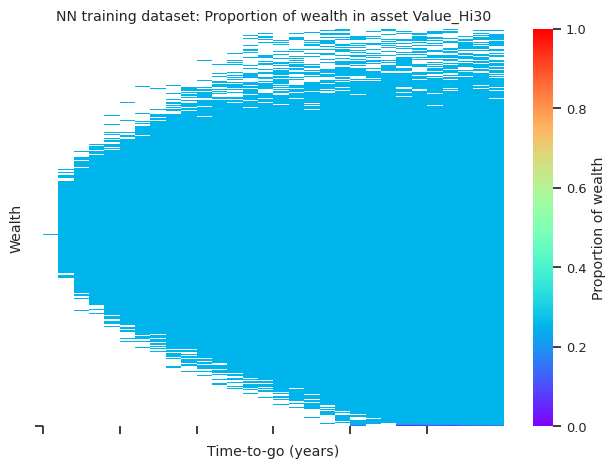 NN training dataset: Proportion of wealth in asset Value_Hi30
Wealth
Time-to-go (years)
1.0
0.8
0.6
0.4
0.2
0.0
Proportion of wealth